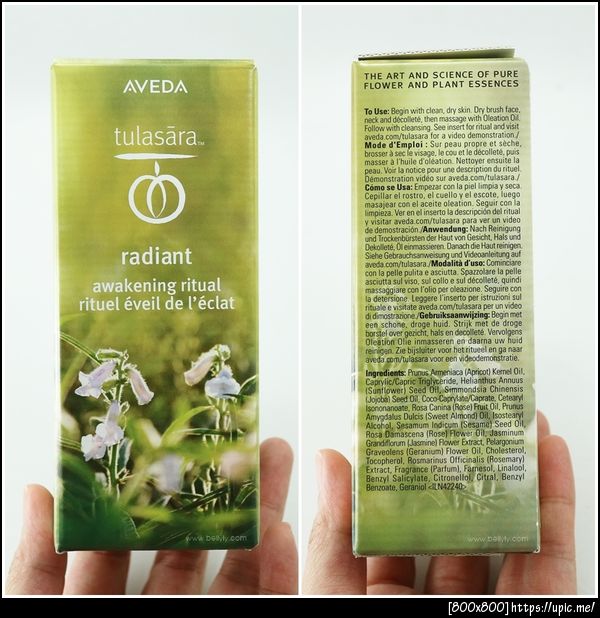 AVEDA
tulasāra™
radiant
awakening ritual
rituel éveil de l'éclat
www.bellyly.com
THE ART AND SCIENCE OF PURE
FLOWER AND PLANT ESSENCES
To Use: Begin with clean, dry skin. Dry brush face,
neck and décolleté, then massage with Oleation Oil.
Follow with cleansing. See insert for ritual and visit
aveda.com/tulasara for a video demonstration./
Mode d'Emploi : Sur peau propre et sèche,
brosser à sec le visage, le cou et le décolleté, puis
masser à l'huile d'oléation. Nettoyer ensuite la
peau. Voir la notice pour une description du rituel.
Démonstration vidéo sur aveda.com/tulasara./
Cómo se Usa: Empezar con la piel limpia y seca.
Cepillar el rostro, el cuello y el escote, luego
masajear con el aceite oleation. Seguir con la
limpieza. Ver en el inserto la descripción del ritual
y visitar aveda.com/tulasara para ver un video
de demostración./Anwendung: Nach Reinigung
und Trockenbürsten der Haut von Gesicht, Hals und
Dekolleté, Öl einmassieren. Danach die Haut reinigen.
Siehe Gebrauchsanweisung und Videoanleitung auf
aveda.com/tulasara./Modalità d'uso: Cominciare
con la pelle pulita e asciutta. Spazzolare la pelle
asciutta sul viso, sul collo e sul décolleté, quindi
massaggiare con l'olio per oleazione. Seguire con
la detersione. Leggere l'inserto per istruzioni sul
rituale e visitate aveda.com/tulasara per un video
di dimostrazione./Gebruiksaanwijzing: Begin met
een schone, droge huid. Strijk met de droge
borstel over gezicht, hals en decolleté. Vervolgens
Oleation Olie inmasseren en daarna uw huid
reinigen. Zie bijsluiter voor het ritueel en ga naar
aveda.com/tulasara voor een videodemonstratie.
Ingredients: Prunus Armeniaca (Apricot) Kernel Oil,
Caprylic/Capric Triglyceride, Helianthus Annuus
(Sunflower) Seed Oil, Simmondsia Chinensis
(Jojoba) Seed Oil, Coco-Caprylate/Caprate, Cetearyl
Isononanoate, Rosa Canina (Rose) Fruit Oil, Prunus
Amygdalus Dulcis (Sweet Almond) Oil, Isostearyl
Alcohol, Sesamum Indicum (Sesame) Seed Oil,
Rosa Damascena (Rose) Flower Oil, Jasminum
Grandiflorum (Jasmine) Flower Extract, Pelargonium
Graveolens (Geranium) Flower Oil, Cholesterol,
Tocopherol, Rosmarinus Officinalis (Rosemary)
Extract, Fragrance (Parfum), Farnesol, Linalool,
Benzyl Salicylate, Citronellol, Citral, Benzyl
Benzoate, Geraniol <ILN42240>
www.bellyly.com
[800x800] https://upic.me/